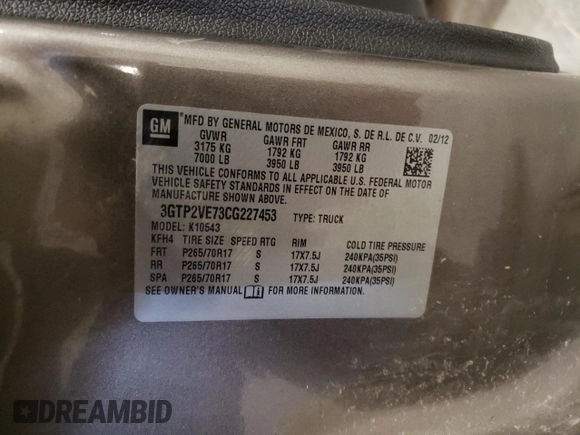 GM
*MFD BY GENERAL MOTORS DE MEXICO, S. DE R.L. DE C.V. 02/12
GVWR GAWR FRT GAWR RR
3175 KG 1792 KG 1792 KG
7000 LB 3950 LB 3950 LB
THIS VEHICLE CONFORMS TO ALL APPLICABLE U.S. FEDERAL MOTOR
VEHICLE SAFETY STANDARDS IN EFFECT ON THE DATE OF
MANUFACTURE SHOWN ABOVE.
3GTP2VE73CG227453 TYPE: TRUCK
MODEL: K10543
KFH4 TIRE SIZE SPEED RTG RIM COLD TIRE PRESSURE
FRT P265/70R17 S 17X7.5J 240KPA(35PSI)
RR P265/70R17 S 17X7.5J 240KPA(35PSI)
SPA P265/70R17 S 17X7.5J 240KPA(35PSI)
SEE OWNER'S MANUAL FOR MORE INFORMATION.
DREAMBID